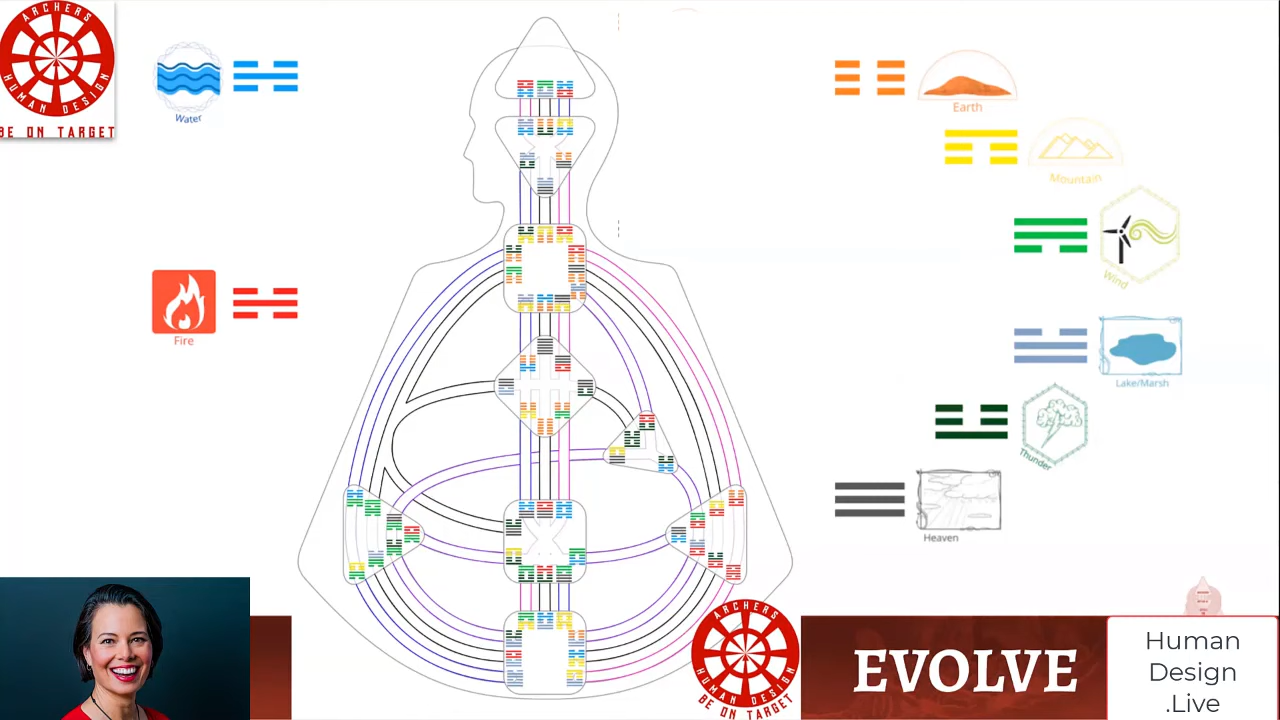 ARCHERS
HUMAN DESIGN
BE ON TARGET
Water
Fire
Earth
Mountain
Wind
Lake/Marsh
Thunder
Heaven
ARCHERS
HUMAN DESIGN
BE ON TARGET
EVOLVE
Human
Design
.Live